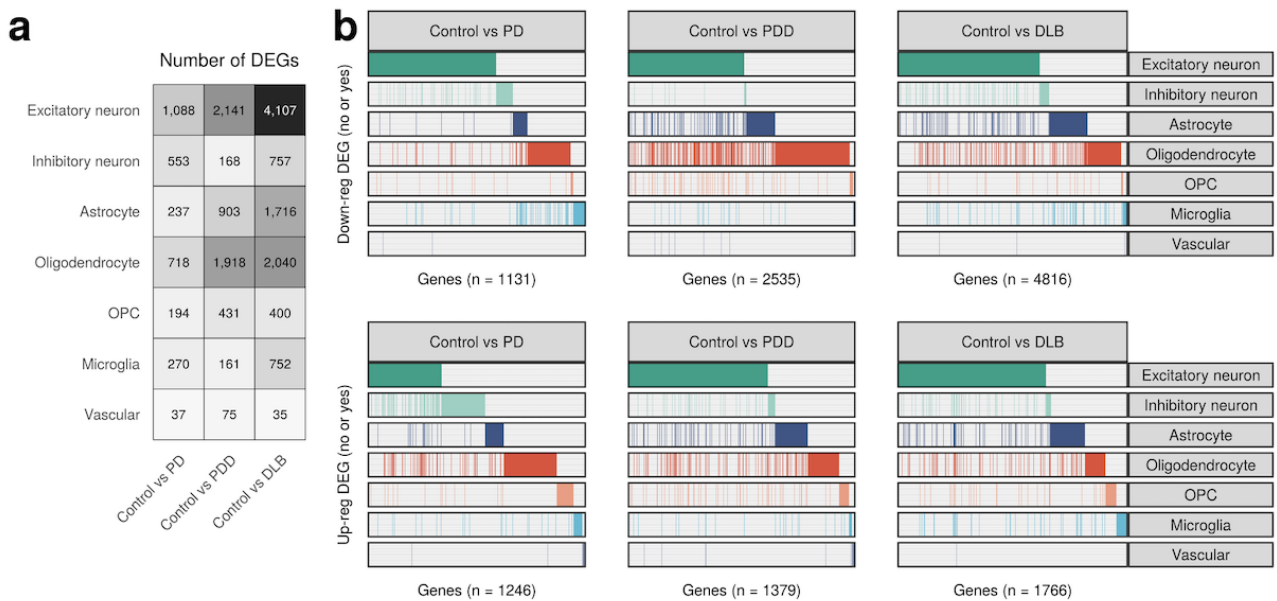 a
Number of DEGs
Excitatory neuron 1,088 2,141 4,107
Inhibitory neuron 553 168 757
Astrocyte 237 903 1,716
Oligodendrocyte 718 1,918 2,040
OPC 194 431 400
Microglia 270 161 752
Vascular 37 75 35
Control vs PD
Control vs PDD
Control vs DLB
b
Control vs PD Control vs PDD Control vs DLB
Down-reg DEG (no or yes)
Excitatory neuron
Inhibitory neuron
Astrocyte
Oligodendrocyte
OPC
Microglia
Vascular
Genes (n = 1131) Genes (n = 2535) Genes (n = 4816)
Control vs PD Control vs PDD Control vs DLB
Up-reg DEG (no or yes)
Excitatory neuron
Inhibitory neuron
Astrocyte
Oligodendrocyte
OPC
Microglia
Vascular
Genes (n = 1246) Genes (n = 1379) Genes (n = 1766)